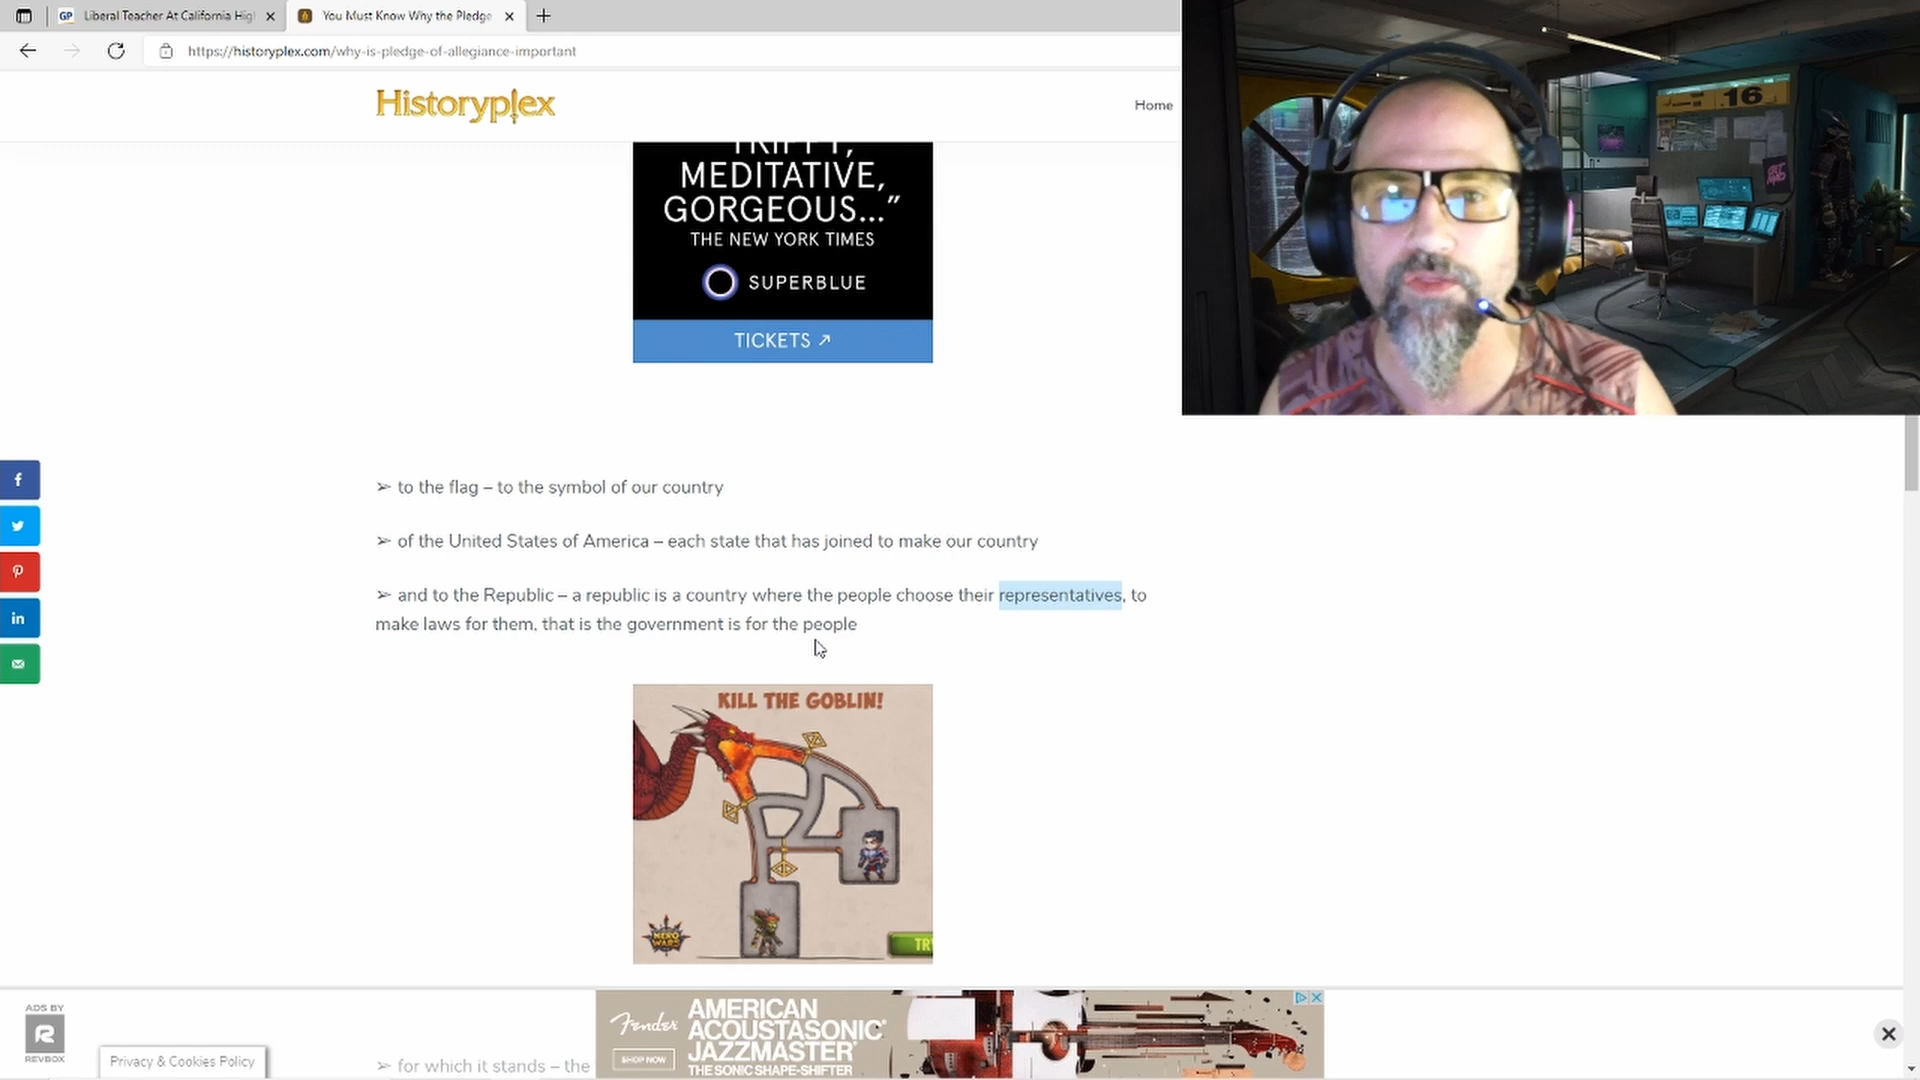 GP Liberal Teacher At California Hig
You Must Know Why the Pledge
https://historyplex.com/why-is-pledge-of-allegiance-important
Historyplex
Home
16
MEDITATIVE,
GORGEOUS..."
THE NEW YORK TIMES
SUPERBLUE
TICKETS ↗
➢ to the flag – to the symbol of our country
➢ of the United States of America – each state that has joined to make our country
➢ and to the Republic – a republic is a country where the people choose their representatives, to
make laws for them, that is the government is for the people
KILL THE GOBLIN!
HERO
WARS
TR
ADS BY
REVBOX
Privacy & Cookies Policy
➢ for which it stands – the
Fender
SHOP NOW
AMERICAN
ACOUSTASONIC®
JAZZMASTER®
THE SONIC SHAPE-SHIFTER